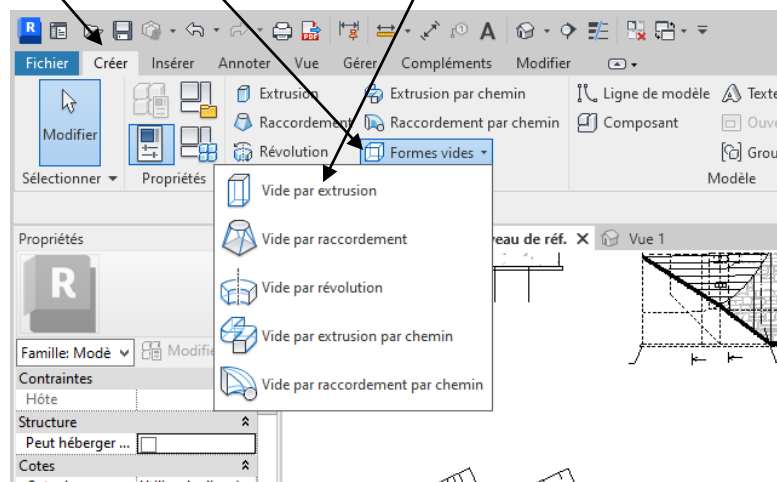 R
A
Fichier Créer Insérer Annoter Vue Gérer Compléments Modifier
Modifier
Extrusion
Extrusion par chemin
Ligne de modèle
Texte
Raccordement
Raccordement par chemin
Composant
Révolution
Formes vides
Sélectionner
Propriétés
Modèle
Vide par extrusion
Vide par raccordement
Vide par révolution
Vide par extrusion par chemin
Vide par raccordement par chemin
Propriétés
de réf.
Vue 1
R
Famille: Modè
Contraintes
Hôte
Structure
Peut héberger ...
Cotes